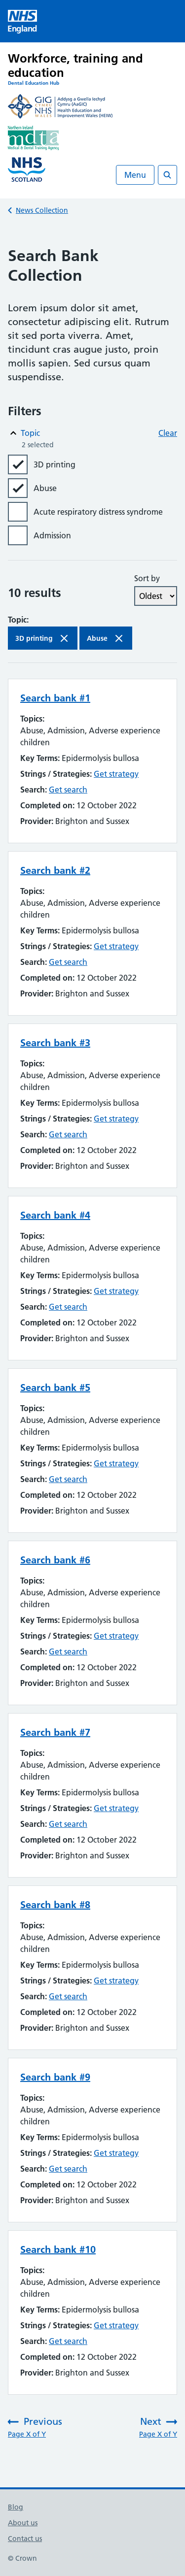 NHS
England
Workforce, training and
education
Dental Education Hub
GIG
CYMRU
NHS
WALES
Addysg a Gwella Iechyd
Cymru (AaGIC)
Health Education and
Improvement Wales (HEIW)
Northern Ireland
mdta
Medical & Dental Training Agency
NHS
SCOTLAND
Menu
News Collection
Search Bank
Collection
Lorem ipsum dolor sit amet,
consectetur adipiscing elit. Rutrum
sit sed porta viverra. Amet,
tincidunt cras augue justo, proin
mollis sapien. Sed cursus quam
suspendisse.
Filters
Topic
Clear
2 selected
3D printing
Abuse
Acute respiratory distress syndrome
Admission
10 results
Sort by
Oldest
Topic:
3D printing
Abuse
Search bank #1
Topics:
Abuse, Admission, Adverse experience
children
Key Terms: Epidermolysis bullosa
Strings / Strategies: Get strategy
Search: Get search
Completed on: 12 October 2022
Provider: Brighton and Sussex
Search bank #2
Topics:
Abuse, Admission, Adverse experience
children
Key Terms: Epidermolysis bullosa
Strings / Strategies: Get strategy
Search: Get search
Completed on: 12 October 2022
Provider: Brighton and Sussex
Search bank #3
Topics:
Abuse, Admission, Adverse experience
children
Key Terms: Epidermolysis bullosa
Strings / Strategies: Get strategy
Search: Get search
Completed on: 12 October 2022
Provider: Brighton and Sussex
Search bank #4
Topics:
Abuse, Admission, Adverse experience
children
Key Terms: Epidermolysis bullosa
Strings / Strategies: Get strategy
Search: Get search
Completed on: 12 October 2022
Provider: Brighton and Sussex
Search bank #5
Topics:
Abuse, Admission, Adverse experience
children
Key Terms: Epidermolysis bullosa
Strings / Strategies: Get strategy
Search: Get search
Completed on: 12 October 2022
Provider: Brighton and Sussex
Search bank #6
Topics:
Abuse, Admission, Adverse experience
children
Key Terms: Epidermolysis bullosa
Strings / Strategies: Get strategy
Search: Get search
Completed on: 12 October 2022
Provider: Brighton and Sussex
Search bank #7
Topics:
Abuse, Admission, Adverse experience
children
Key Terms: Epidermolysis bullosa
Strings / Strategies: Get strategy
Search: Get search
Completed on: 12 October 2022
Provider: Brighton and Sussex
Search bank #8
Topics:
Abuse, Admission, Adverse experience
children
Key Terms: Epidermolysis bullosa
Strings / Strategies: Get strategy
Search: Get search
Completed on: 12 October 2022
Provider: Brighton and Sussex
Search bank #9
Topics:
Abuse, Admission, Adverse experience
children
Key Terms: Epidermolysis bullosa
Strings / Strategies: Get strategy
Search: Get search
Completed on: 12 October 2022
Provider: Brighton and Sussex
Search bank #10
Topics:
Abuse, Admission, Adverse experience
children
Key Terms: Epidermolysis bullosa
Strings / Strategies: Get strategy
Search: Get search
Completed on: 12 October 2022
Provider: Brighton and Sussex
Previous
Next
Page X of Y
Page X of Y
Blog
About us
Contact us
© Crown